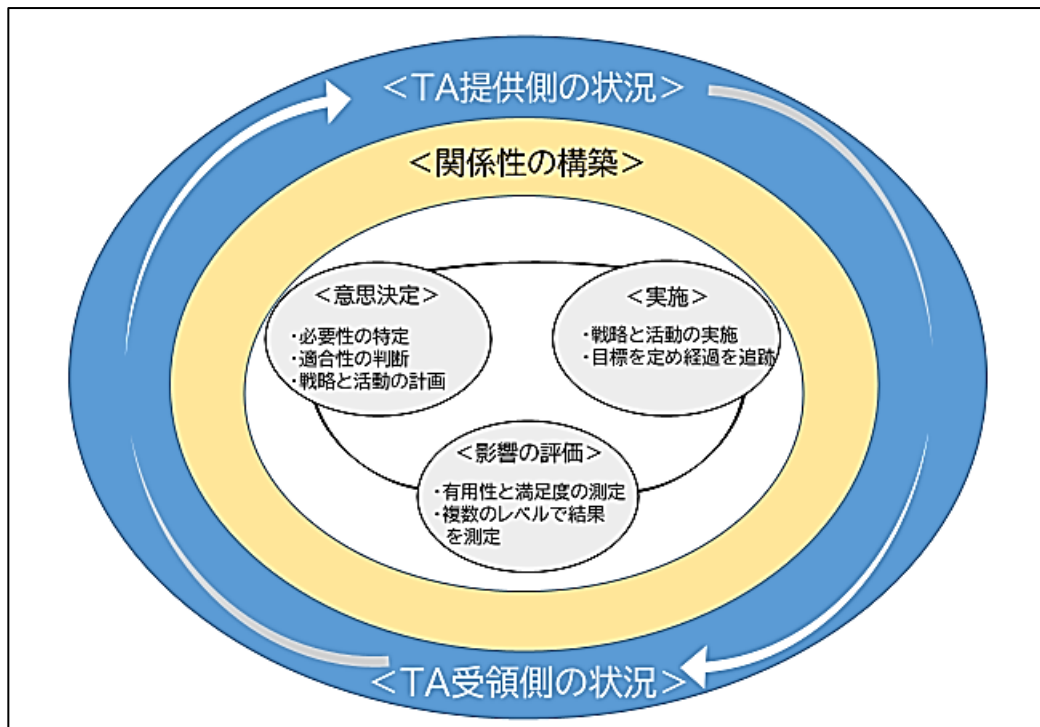 ＜TA提供側の状況＞
＜関係性の構築＞
＜意思決定＞
・必要性の特定
・適合性の判断
・戦略と活動の計画
＜実施＞
・戦略と活動の実施
・目標を定め経過を追跡
＜影響の評価＞
・有用性と満足度の測定
・複数のレベルで結果
を測定
＜TA受領側の状況＞